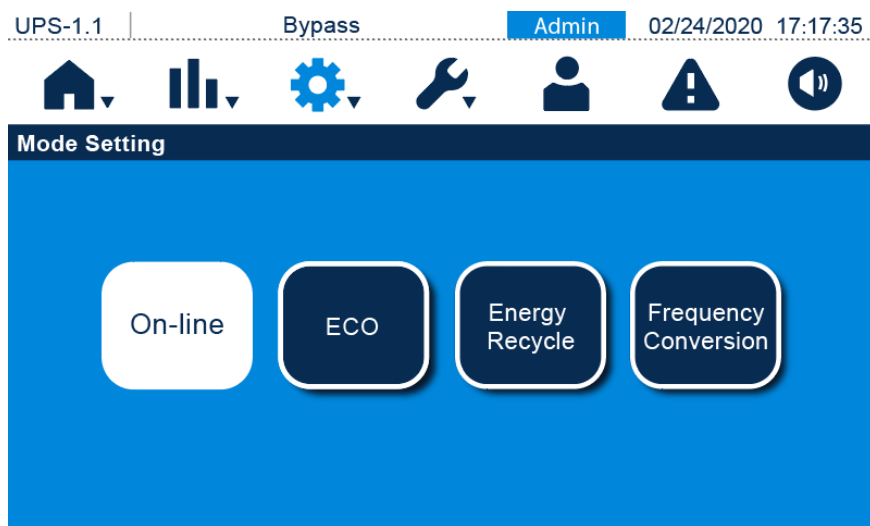 UPS-1.1 Bypass Admin 02/24/2020 17:17:35
Mode Setting
On-line
ECO
Energy
Recycle
Frequency
Conversion